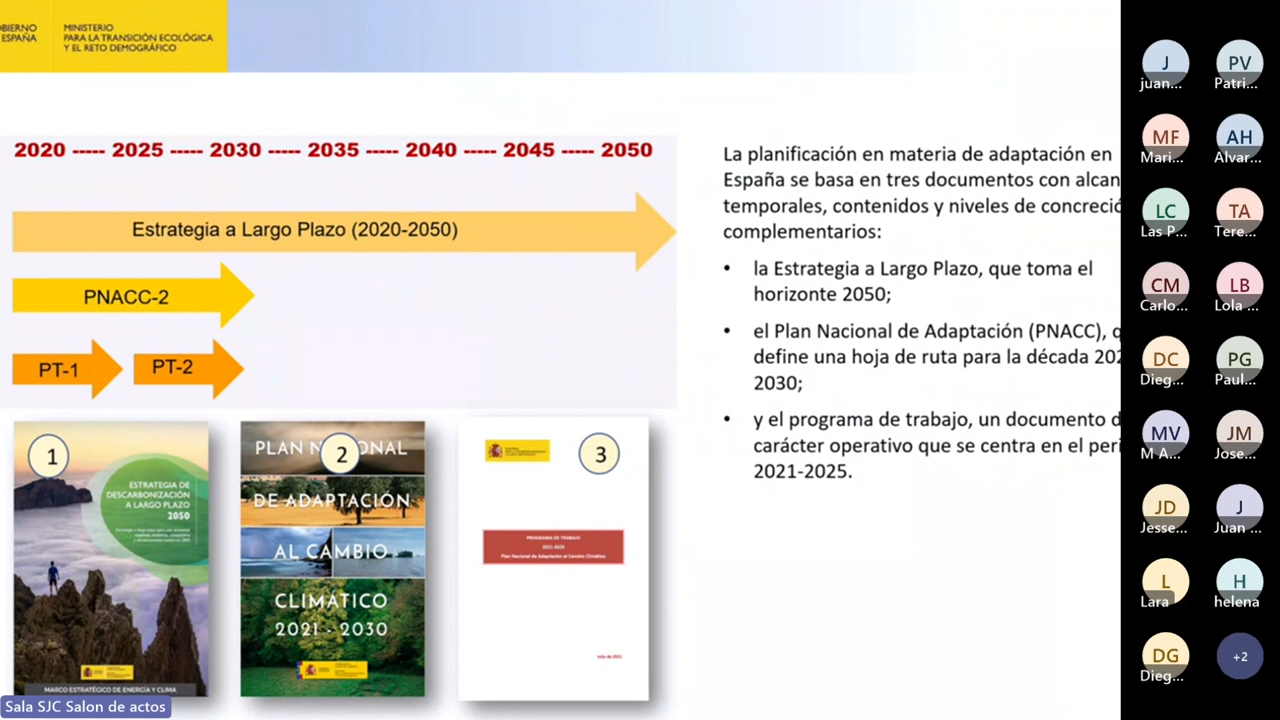 OBIERNO
ESPAÑA
MINISTERIO
PARA LA TRANSICIÓN ECOLÓGICA
Y EL RETO DEMOGRÁFICO
2020 ----- 2025 ----- 2030 ----- 2035 ----- 2040 ----- 2045 ----- 2050
Estrategia a Largo Plazo (2020-2050)
PNACC-2
PT-1
PT-2
La planificación en materia de adaptación en
España se basa en tres documentos con alcan
temporales, contenidos y niveles de concreció
complementarios:
• la Estrategia a Largo Plazo, que toma el
horizonte 2050;
• el Plan Nacional de Adaptación (PNACC), q
define una hoja de ruta para la década 202
2030;
• y el programa de trabajo, un documento d
carácter operativo que se centra en el peri
2021-2025.
1
ESTRATEGIA DE
DESCARBONIZACIÓN
A LARGO PLAZO
2050
MARCO ESTRATÉGICO DE ENERGÍA Y CLIMA
2
PLAN N ONAL
DE ADAPTACIÓN
AL CAMBIO
CLIMÁTICO
2021 - 2030
3
PROGRAMA DE TRABAJO
2021-2025
Plan Nacional de Adaptación al Cambio Climático
Julio de 2021
Sala SJC Salon de actos
J
juan...
PV
Patri...
MF
Mari...
AH
Alvar...
LC
Las P...
TA
Tere...
CM
Carlo...
LB
Lola ...
DC
Dieg...
PG
Paul...
MV
M A...
JM
Jose...
JD
Jesse...
J
Juan ...
L
Lara
H
helena
DG
Dieg...
+2